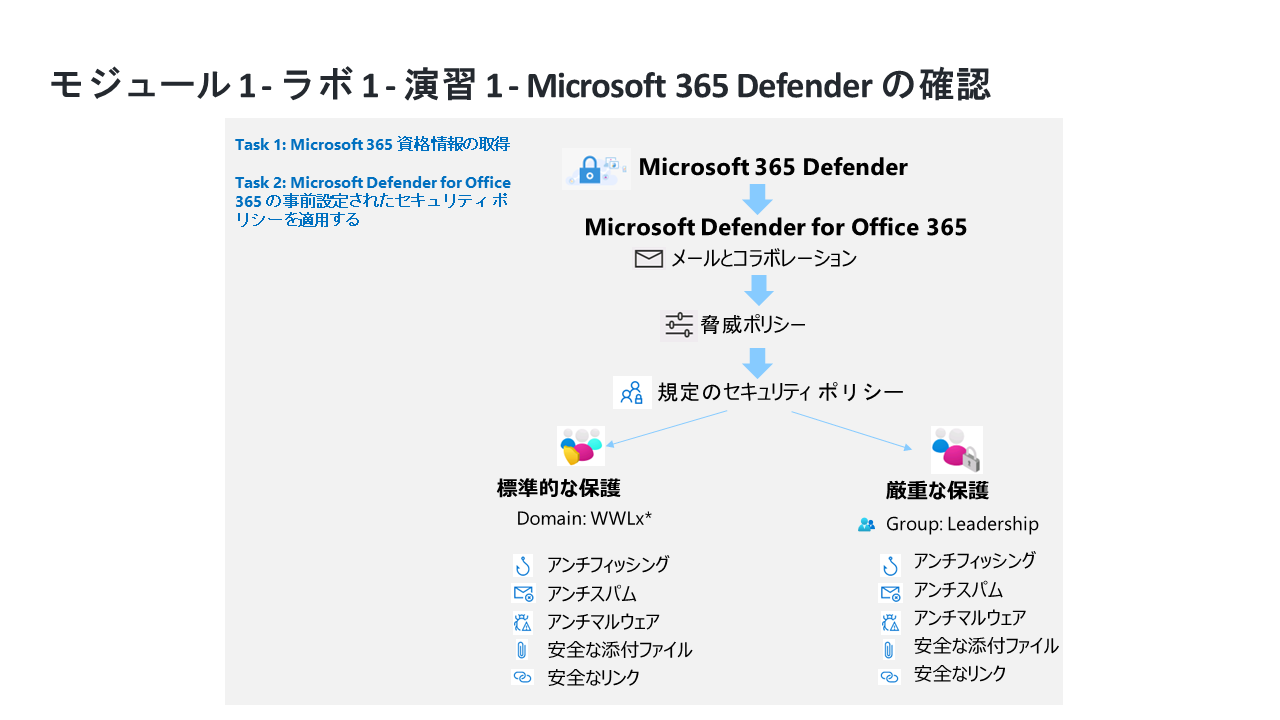 モジュール 1 - ラボ 1 - 演習 1 - Microsoft 365 Defender の確認
Task 1: Microsoft 365 資格情報の取得
Task 2: Microsoft Defender for Office
365 の事前設定されたセキュリティ ポ
リシーを適用する
Microsoft 365 Defender
Microsoft Defender for Office 365
メールとコラボレーション
脅威ポリシー
規定のセキュリティ ポリシー
標準的な保護
Domain: WWLx*
アンチフィッシング
アンチスパム
アンチマルウェア
安全な添付ファイル
安全なリンク
厳重な保護
Group: Leadership
アンチフィッシング
アンチスパム
アンチマルウェア
安全な添付ファイル
安全なリンク